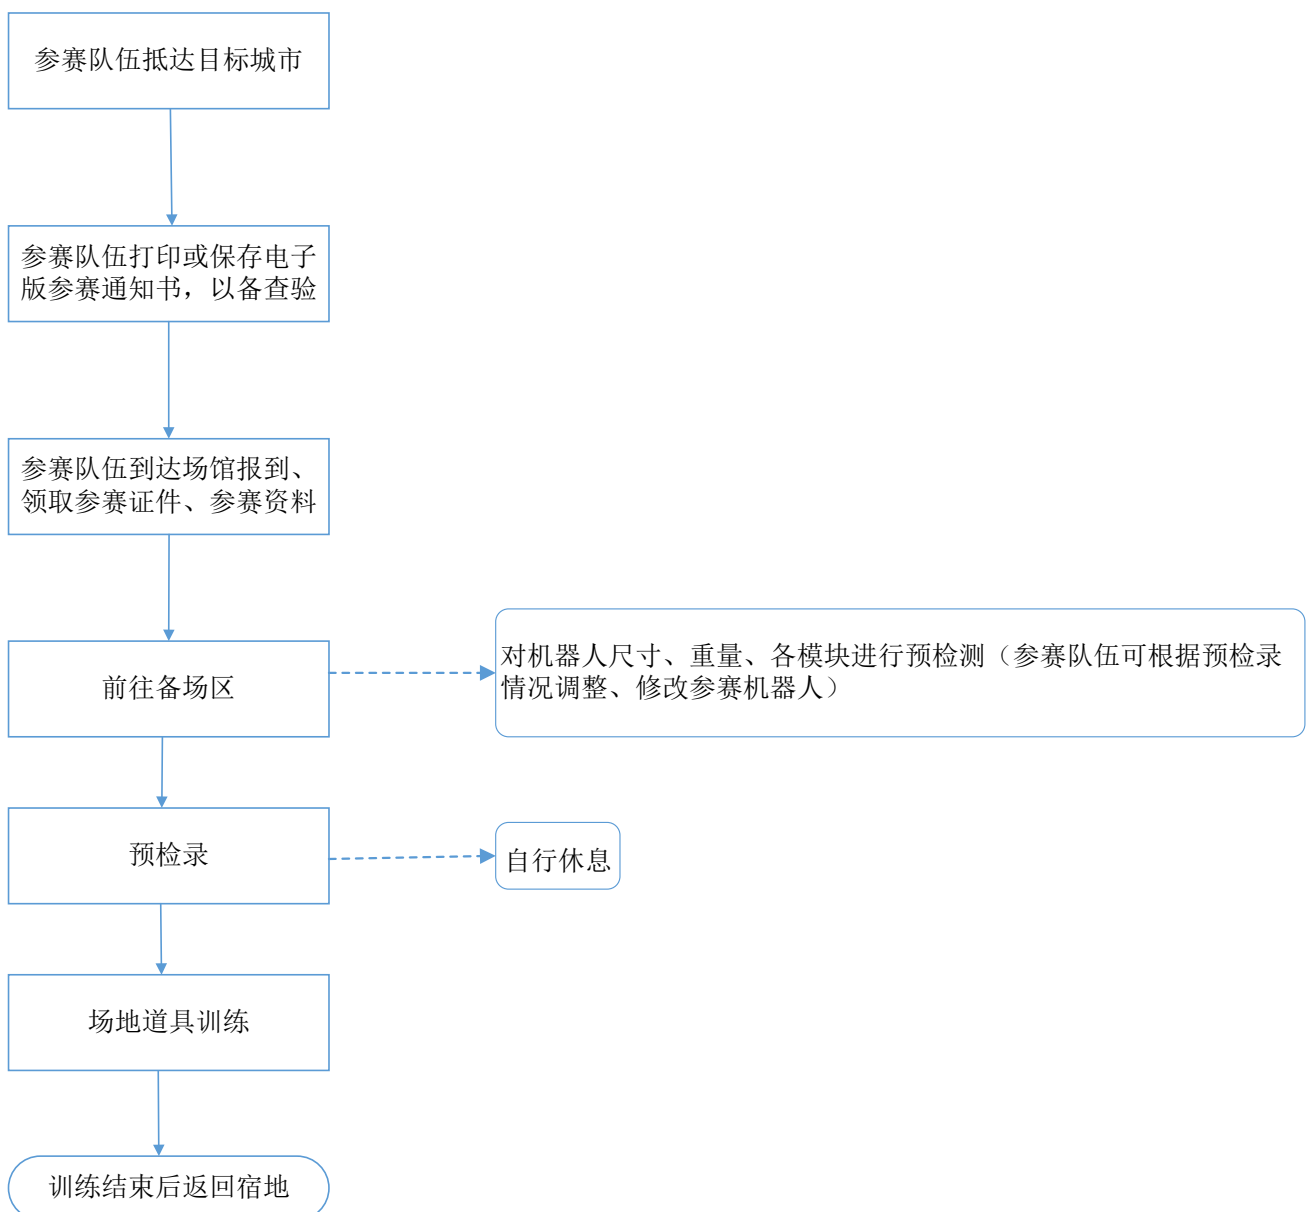 参赛队伍抵达目标城市
参赛队伍打印或保存电子
版参赛通知书，以备查验
参赛队伍到达场馆报到、
领取参赛证件、参赛资料
前往备场区
对机器人尺寸、重量、各模块进行预检测（参赛队伍可根据预检录
情况调整、修改参赛机器人）
预检录
自行休息
场地道具训练
训练结束后返回宿地